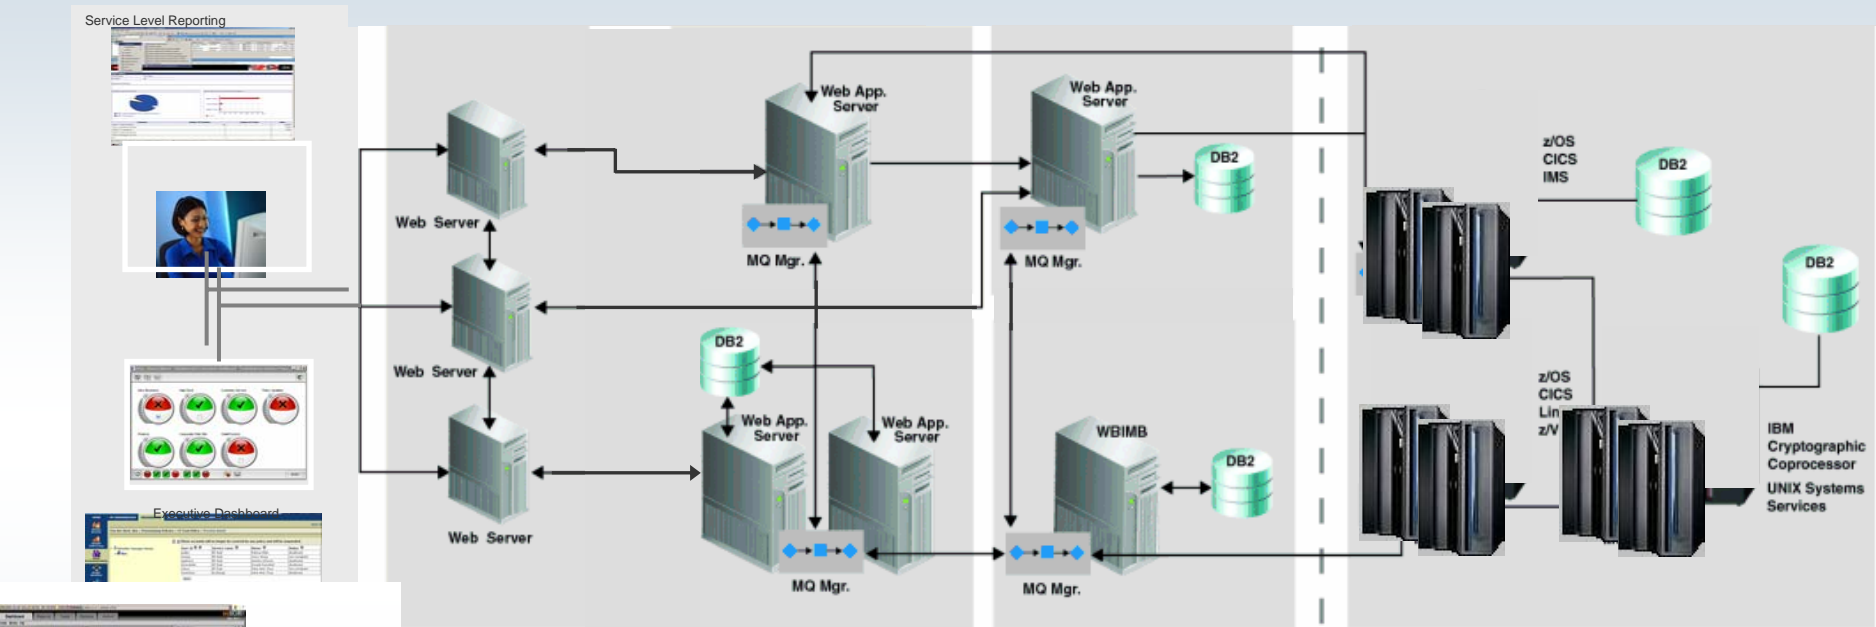 Service Level Reporting
Web App.
Server
Web App.
Server
z/OS
CICS
IMS
DB2
DB2
Web Server
MQ Mgr.
MQ Mgr.
DB2
DB2
Web Server
z/OS
CICS
Lin
z/V
Web App.
Server
Web App.
Server
WBIMB
DB2
IBM
Cryptographic
Coprocessor
UNIX Systems
Services
Executive Dashboard
Web Server
MQ Mgr.
MQ Mgr.